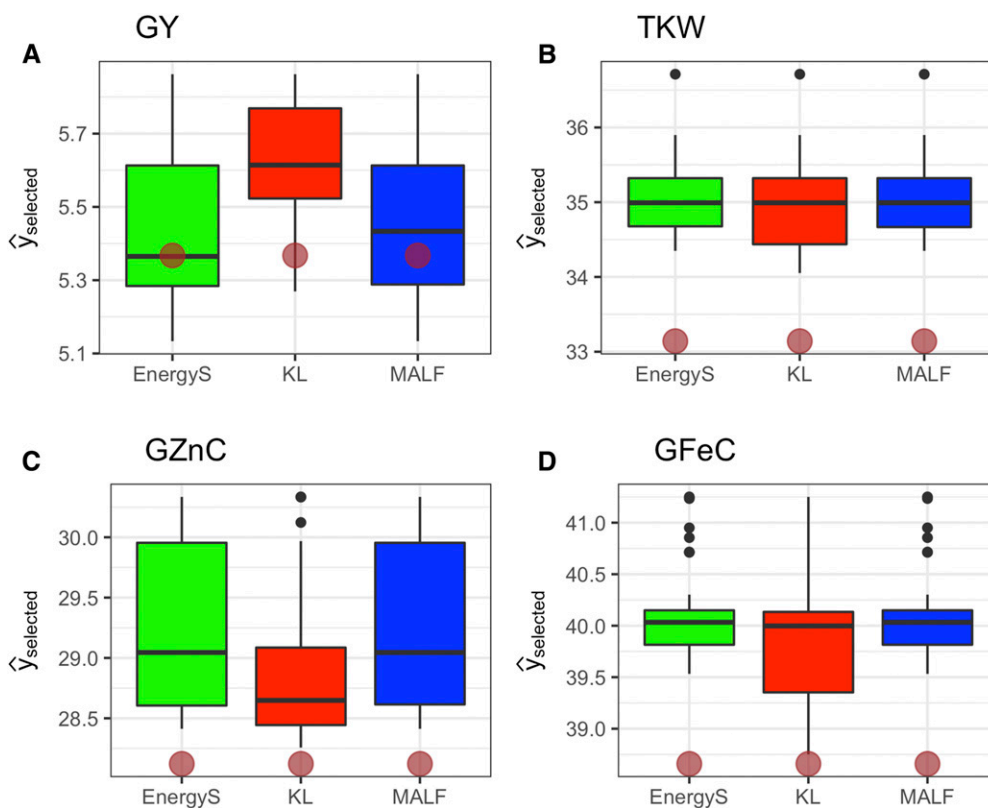 GY
A
5.7
5.5
5.3
5.1
ŷselected
EnergyS KL MALF
TKW
B
36
35
34
33
ŷselected
EnergyS KL MALF
GZnC
C
30.0
29.5
29.0
28.5
ŷselected
EnergyS KL MALF
GFeC
D
41.0
40.5
40.0
39.5
39.0
ŷselected
EnergyS KL MALF